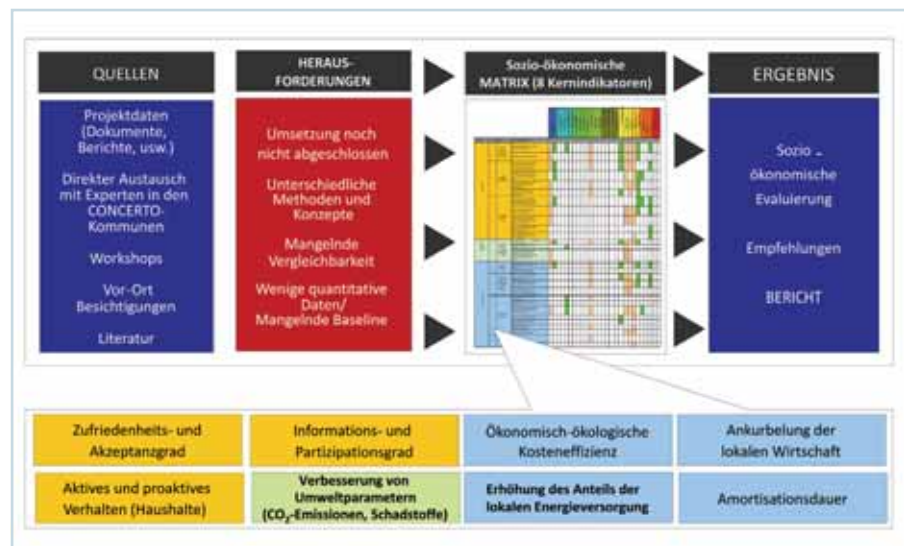 QUELLEN
Projektdaten
(Dokumente,
Berichte, usw.)
Direkter Austausch
mit Experten in den
CONCERTO-
Kommunen
Workshops
Vor-Ort
Besichtigungen
Literatur
HERAUS-
FORDERUNGEN
Umsetzung noch
nicht abgeschlossen
Unterschiedliche
Methoden und
Konzepte
Mangelnde
Vergleichbarkeit
Wenige quantitative
Daten/
Mangelnde Baseline
Sozio-ökonomische
MATRIX (8 Kernindikatoren)
ERGEBNIS
Sozio -
ökonomische
Evaluierung
Empfehlungen
BERICHT
Zufriedenheits- und
Akzeptanzgrad
Informations- und
Partizipationsgrad
Ökonomisch-ökologische
Kosteneffizienz
Ankurbelung der
lokalen Wirtschaft
Aktives und proaktives
Verhalten (Haushalte)
Verbesserung von
Umweltparametern
(CO₂-Emissionen, Schadstoffe)
Erhöhung des Anteils der
lokalen Energieversorgung
Amortisationsdauer